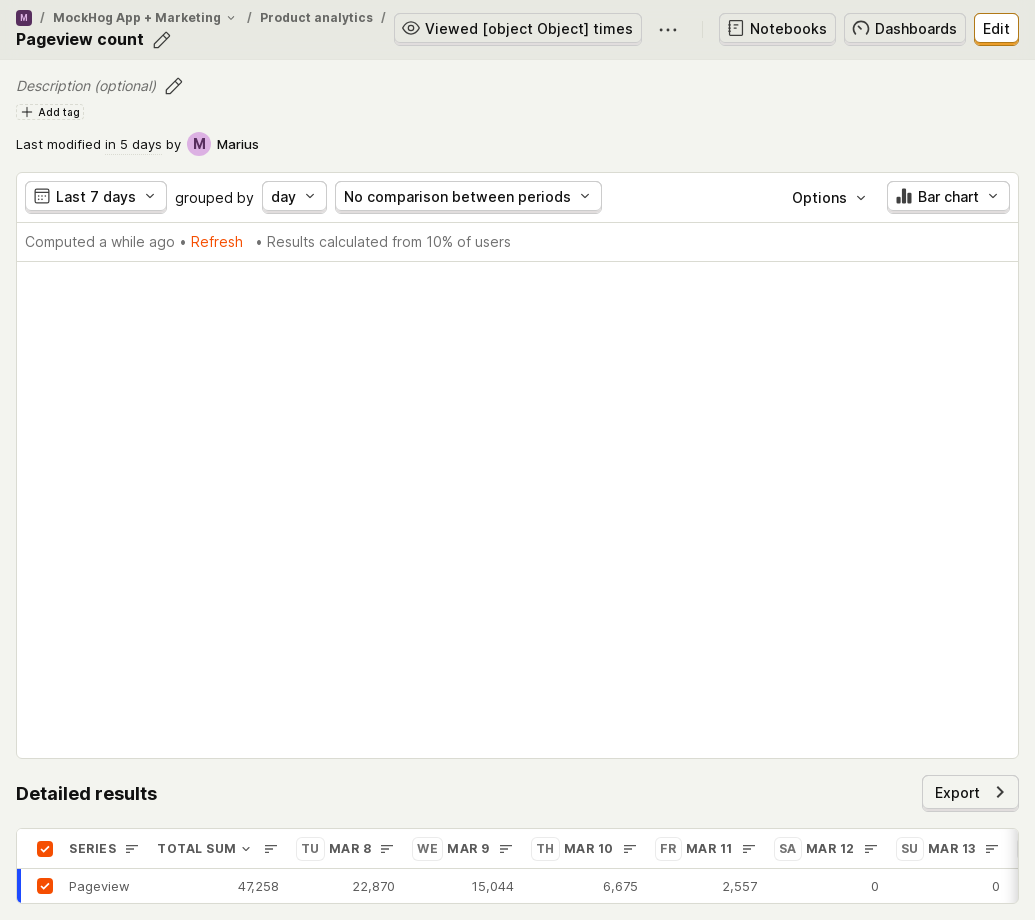 M / MockHog App + Marketing / Product analytics /
Pageview count
Viewed [object Object] times
Notebooks
Dashboards
Edit
Description (optional)
Add tag
Last modified in 5 days by M Marius
Last 7 days grouped by day No comparison between periods Options Bar chart
Computed a while ago • Refresh • Results calculated from 10% of users
Detailed results
Export
SERIES TOTAL SUM TU MAR 8 WE MAR 9 TH MAR 10 FR MAR 11 SA MAR 12 SU MAR 13
Pageview 47,258 22,870 15,044 6,675 2,557 0 0